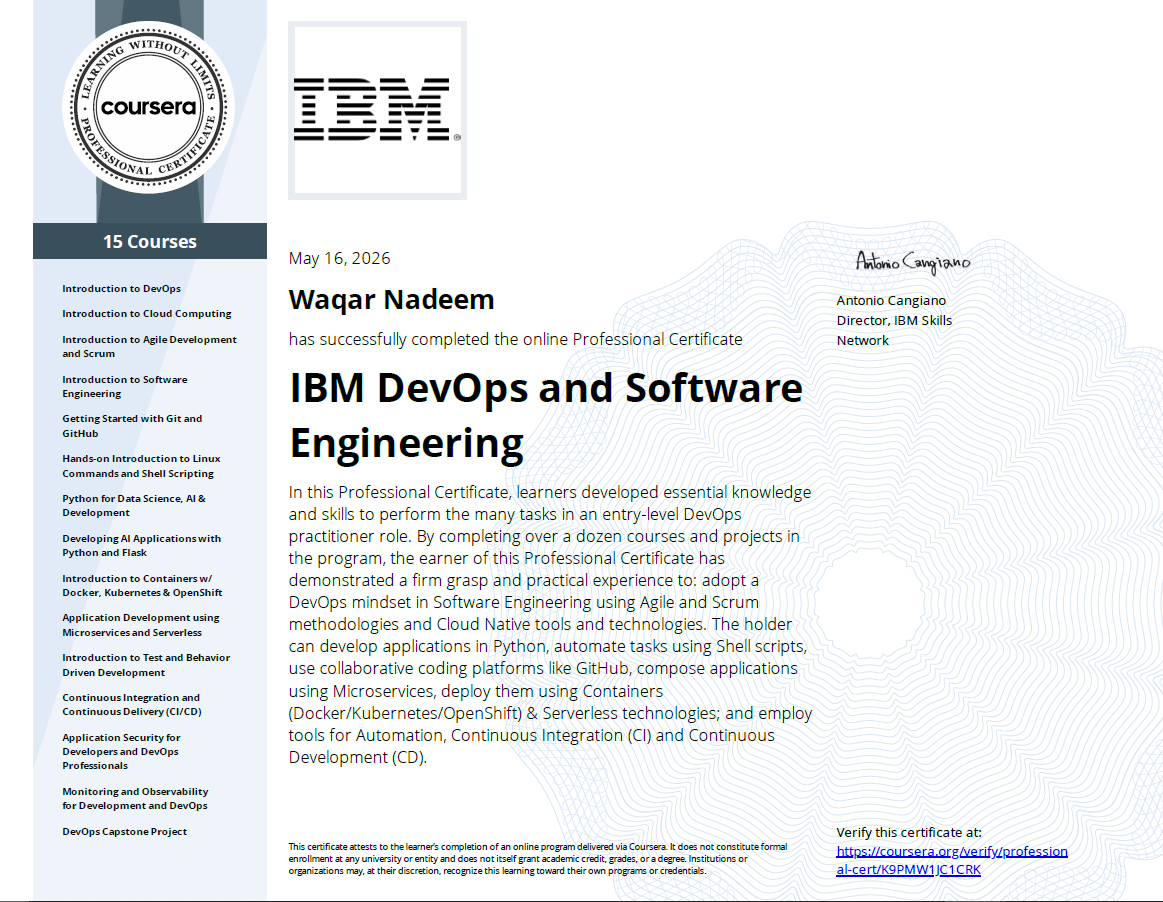 LEARNING WITHOUT LIMITS
coursera
PROFESSIONAL CERTIFICATE
15 Courses
Introduction to DevOps
Introduction to Cloud Computing
Introduction to Agile Development
and Scrum
Introduction to Software
Engineering
Getting Started with Git and
GitHub
Hands-on Introduction to Linux
Commands and Shell Scripting
Python for Data Science, AI &
Development
Developing AI Applications with
Python and Flask
Introduction to Containers w/
Docker, Kubernetes & OpenShift
Application Development using
Microservices and Serverless
Introduction to Test and Behavior
Driven Development
Continuous Integration and
Continuous Delivery (CI/CD)
Application Security for
Developers and DevOps
Professionals
Monitoring and Observability
for Development and DevOps
DevOps Capstone Project
IBM®
May 16, 2026
Waqar Nadeem
has successfully completed the online Professional Certificate
IBM DevOps and Software
Engineering
In this Professional Certificate, learners developed essential knowledge
and skills to perform the many tasks in an entry-level DevOps
practitioner role. By completing over a dozen courses and projects in
the program, the earner of this Professional Certificate has
demonstrated a firm grasp and practical experience to: adopt a
DevOps mindset in Software Engineering using Agile and Scrum
methodologies and Cloud Native tools and technologies. The holder
can develop applications in Python, automate tasks using Shell scripts,
use collaborative coding platforms like GitHub, compose applications
using Microservices, deploy them using Containers
(Docker/Kubernetes/OpenShift) & Serverless technologies; and employ
tools for Automation, Continuous Integration (CI) and Continuous
Development (CD).
This certificate attests to the learner's completion of an online program delivered via Coursera. It does not constitute formal
enrollment at any university or entity and does not itself grant academic credit, grades, or a degree. Institutions or
organizations may, at their discretion, recognize this learning toward their own programs or credentials.
Antonio Cangiano
Antonio Cangiano
Director, IBM Skills
Network
Verify this certificate at:
https://coursera.org/verify/profession
al-cert/K9PMW1JC1CRK